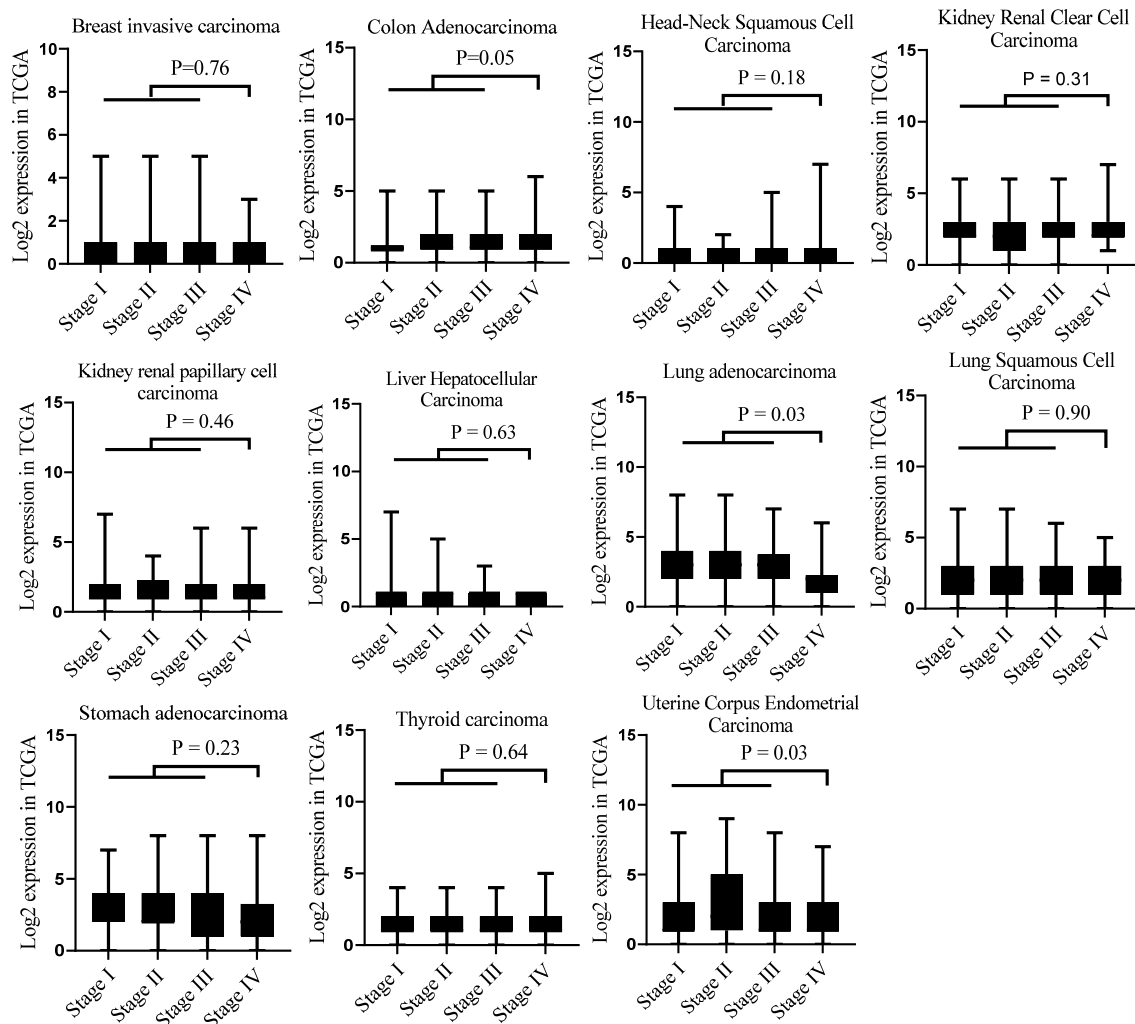 Breast invasive carcinoma
Log2 expression in TCGA
10
8
6
4
2
0
P=0.76
Stage I
Stage II
Stage III
Stage IV
Colon Adenocarcinoma
Log2 expression in TCGA
15
10
5
0
P=0.05
Stage I
Stage II
Stage III
Stage IV
Head-Neck Squamous Cell
Carcinoma
Log2 expression in TCGA
15
10
5
0
P = 0.18
Stage I
Stage II
Stage III
Stage IV
Kidney Renal Clear Cell
Carcinoma
Log2 expression in TCGA
15
10
5
0
P = 0.31
Stage I
Stage II
Stage III
Stage IV
Kidney renal papillary cell
carcinoma
Log2 expression in TCGA
15
10
5
0
P = 0.46
Stage I
Stage II
Stage III
Stage IV
Liver Hepatocellular
Carcinoma
Log2 expression in TCGA
15
10
5
0
P = 0.63
Stage I
Stage II
Stage III
Stage IV
Lung adenocarcinoma
Log2 expression in TCGA
15
10
5
0
P = 0.03
Stage I
Stage II
Stage III
Stage IV
Lung Squamous Cell
Carcinoma
Log2 expression in TCGA
15
10
5
0
P = 0.90
Stage I
Stage II
Stage III
Stage IV
Stomach adenocarcinoma
Log2 expression in TCGA
15
10
5
0
P = 0.23
Stage I
Stage II
Stage III
Stage IV
Thyroid carcinoma
Log2 expression in TCGA
15
10
5
0
P = 0.64
Stage I
Stage II
Stage III
Stage IV
Uterine Corpus Endometrial
Carcinoma
Log2 expression in TCGA
15
10
5
0
P = 0.03
Stage I
Stage II
Stage III
Stage IV